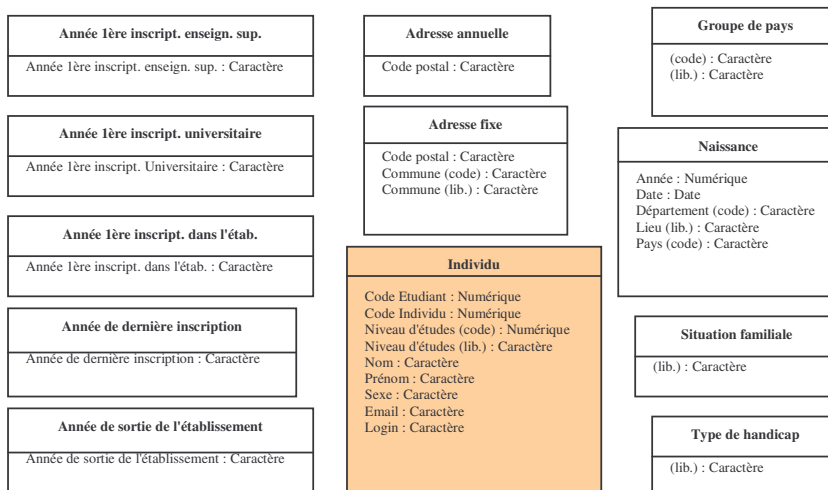 Année 1ère inscript. enseign. sup.
Année 1ère inscript. enseign. sup. : Caractère
Année 1ère inscript. universitaire
Année 1ère inscript. Universitaire : Caractère
Année 1ère inscript. dans l'étab.
Année 1ère inscript. dans l'étab. : Caractère
Année de dernière inscription
Année de dernière inscription : Caractère
Année de sortie de l'établissement
Année de sortie de l'établissement : Caractère
Adresse annuelle
Code postal : Caractère
Adresse fixe
Code postal : Caractère
Commune (code) : Caractère
Commune (lib.) : Caractère
Individu
Code Etudiant : Numérique
Code Individu : Numérique
Niveau d'études (code) : Numérique
Niveau d'études (lib.) : Caractère
Nom : Caractère
Prénom : Caractère
Sexe : Caractère
Email : Caractère
Login : Caractère
Groupe de pays
(code) : Caractère
(lib.) : Caractère
Naissance
Année : Numérique
Date : Date
Département (code) : Caractère
Lieu (lib.) : Caractère
Pays (code) : Caractère
Situation familiale
(lib.) : Caractère
Type de handicap
(lib.) : Caractère